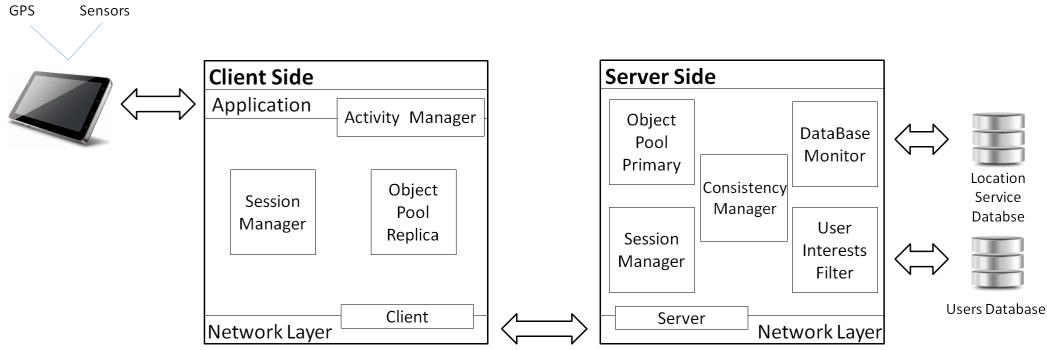 GPS
Sensors
Client Side
Application
Activity Manager
Session
Manager
Object
Pool
Replica
Client
Network Layer
Server Side
Object
Pool
Primary
DataBase
Monitor
Consistency
Manager
Session
Manager
User
Interests
Filter
Server
Network Layer
Location
Service
Databse
Users Database